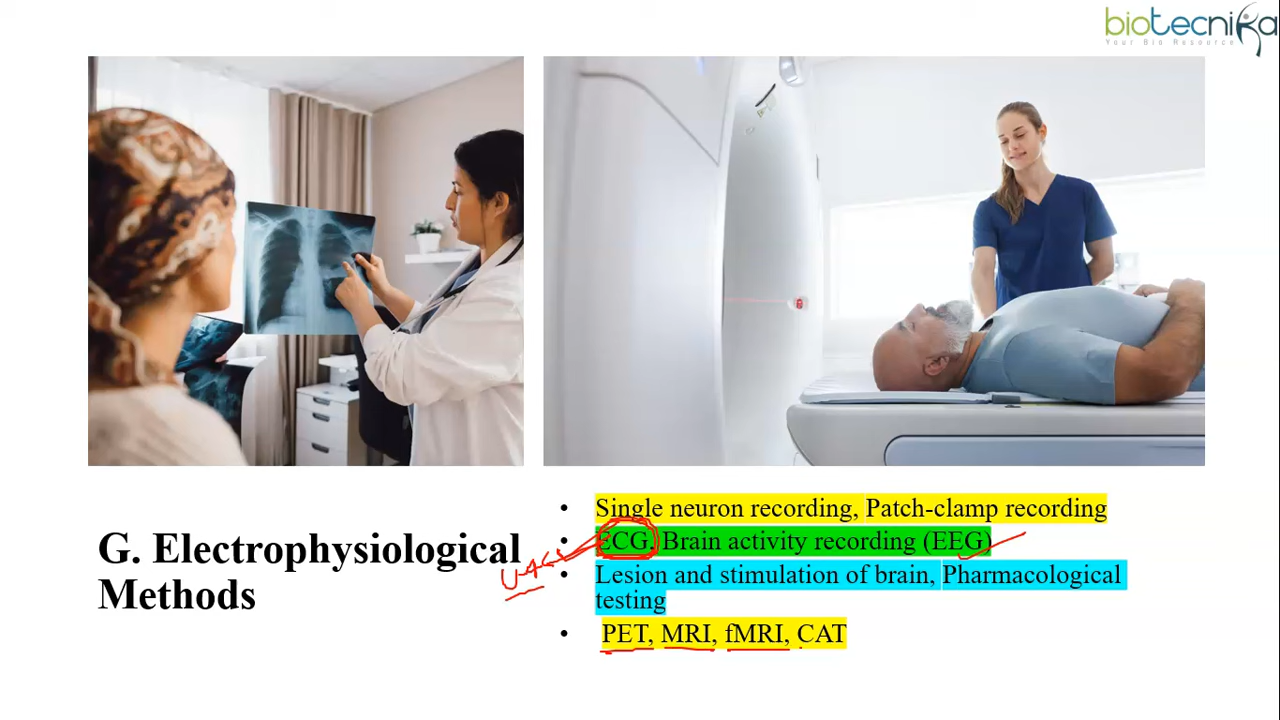 biotecnika
Your Bio Resource
G. Electrophysiological
Methods
• Single neuron recording, Patch-clamp recording
• ECG, Brain activity recording (EEG)
• Lesion and stimulation of brain, Pharmacological
testing
• PET, MRI, fMRI, CAT